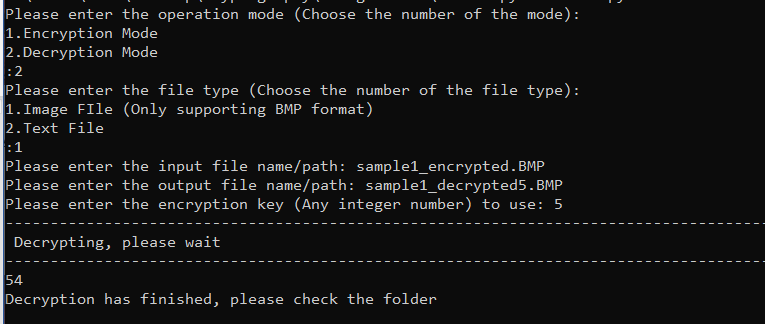 Please enter the operation mode (Choose the number of the mode):
1.Encryption Mode
2.Decryption Mode
:2
Please enter the file type (Choose the number of the file type):
1.Image FIle (Only supporting BMP format)
2.Text File
:1
Please enter the input file name/path: sample1_encrypted.BMP
Please enter the output file name/path: sample1_decrypted5.BMP
Please enter the encryption key (Any integer number) to use: 5
------------------------------------------------------------------------------------
 Decrypting, please wait
------------------------------------------------------------------------------------
54
Decryption has finished, please check the folder